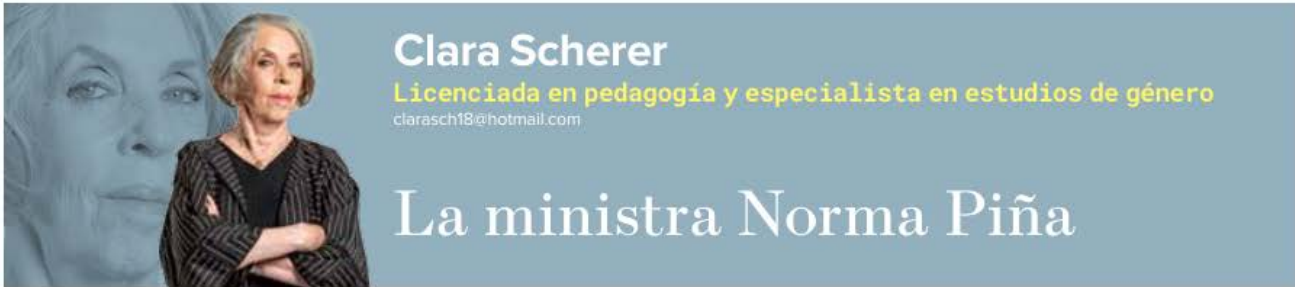 Clara Scherer
Licenciada en pedagogía y especialista en estudios de género
clarasch18@hotmail.com
La ministra Norma Piña